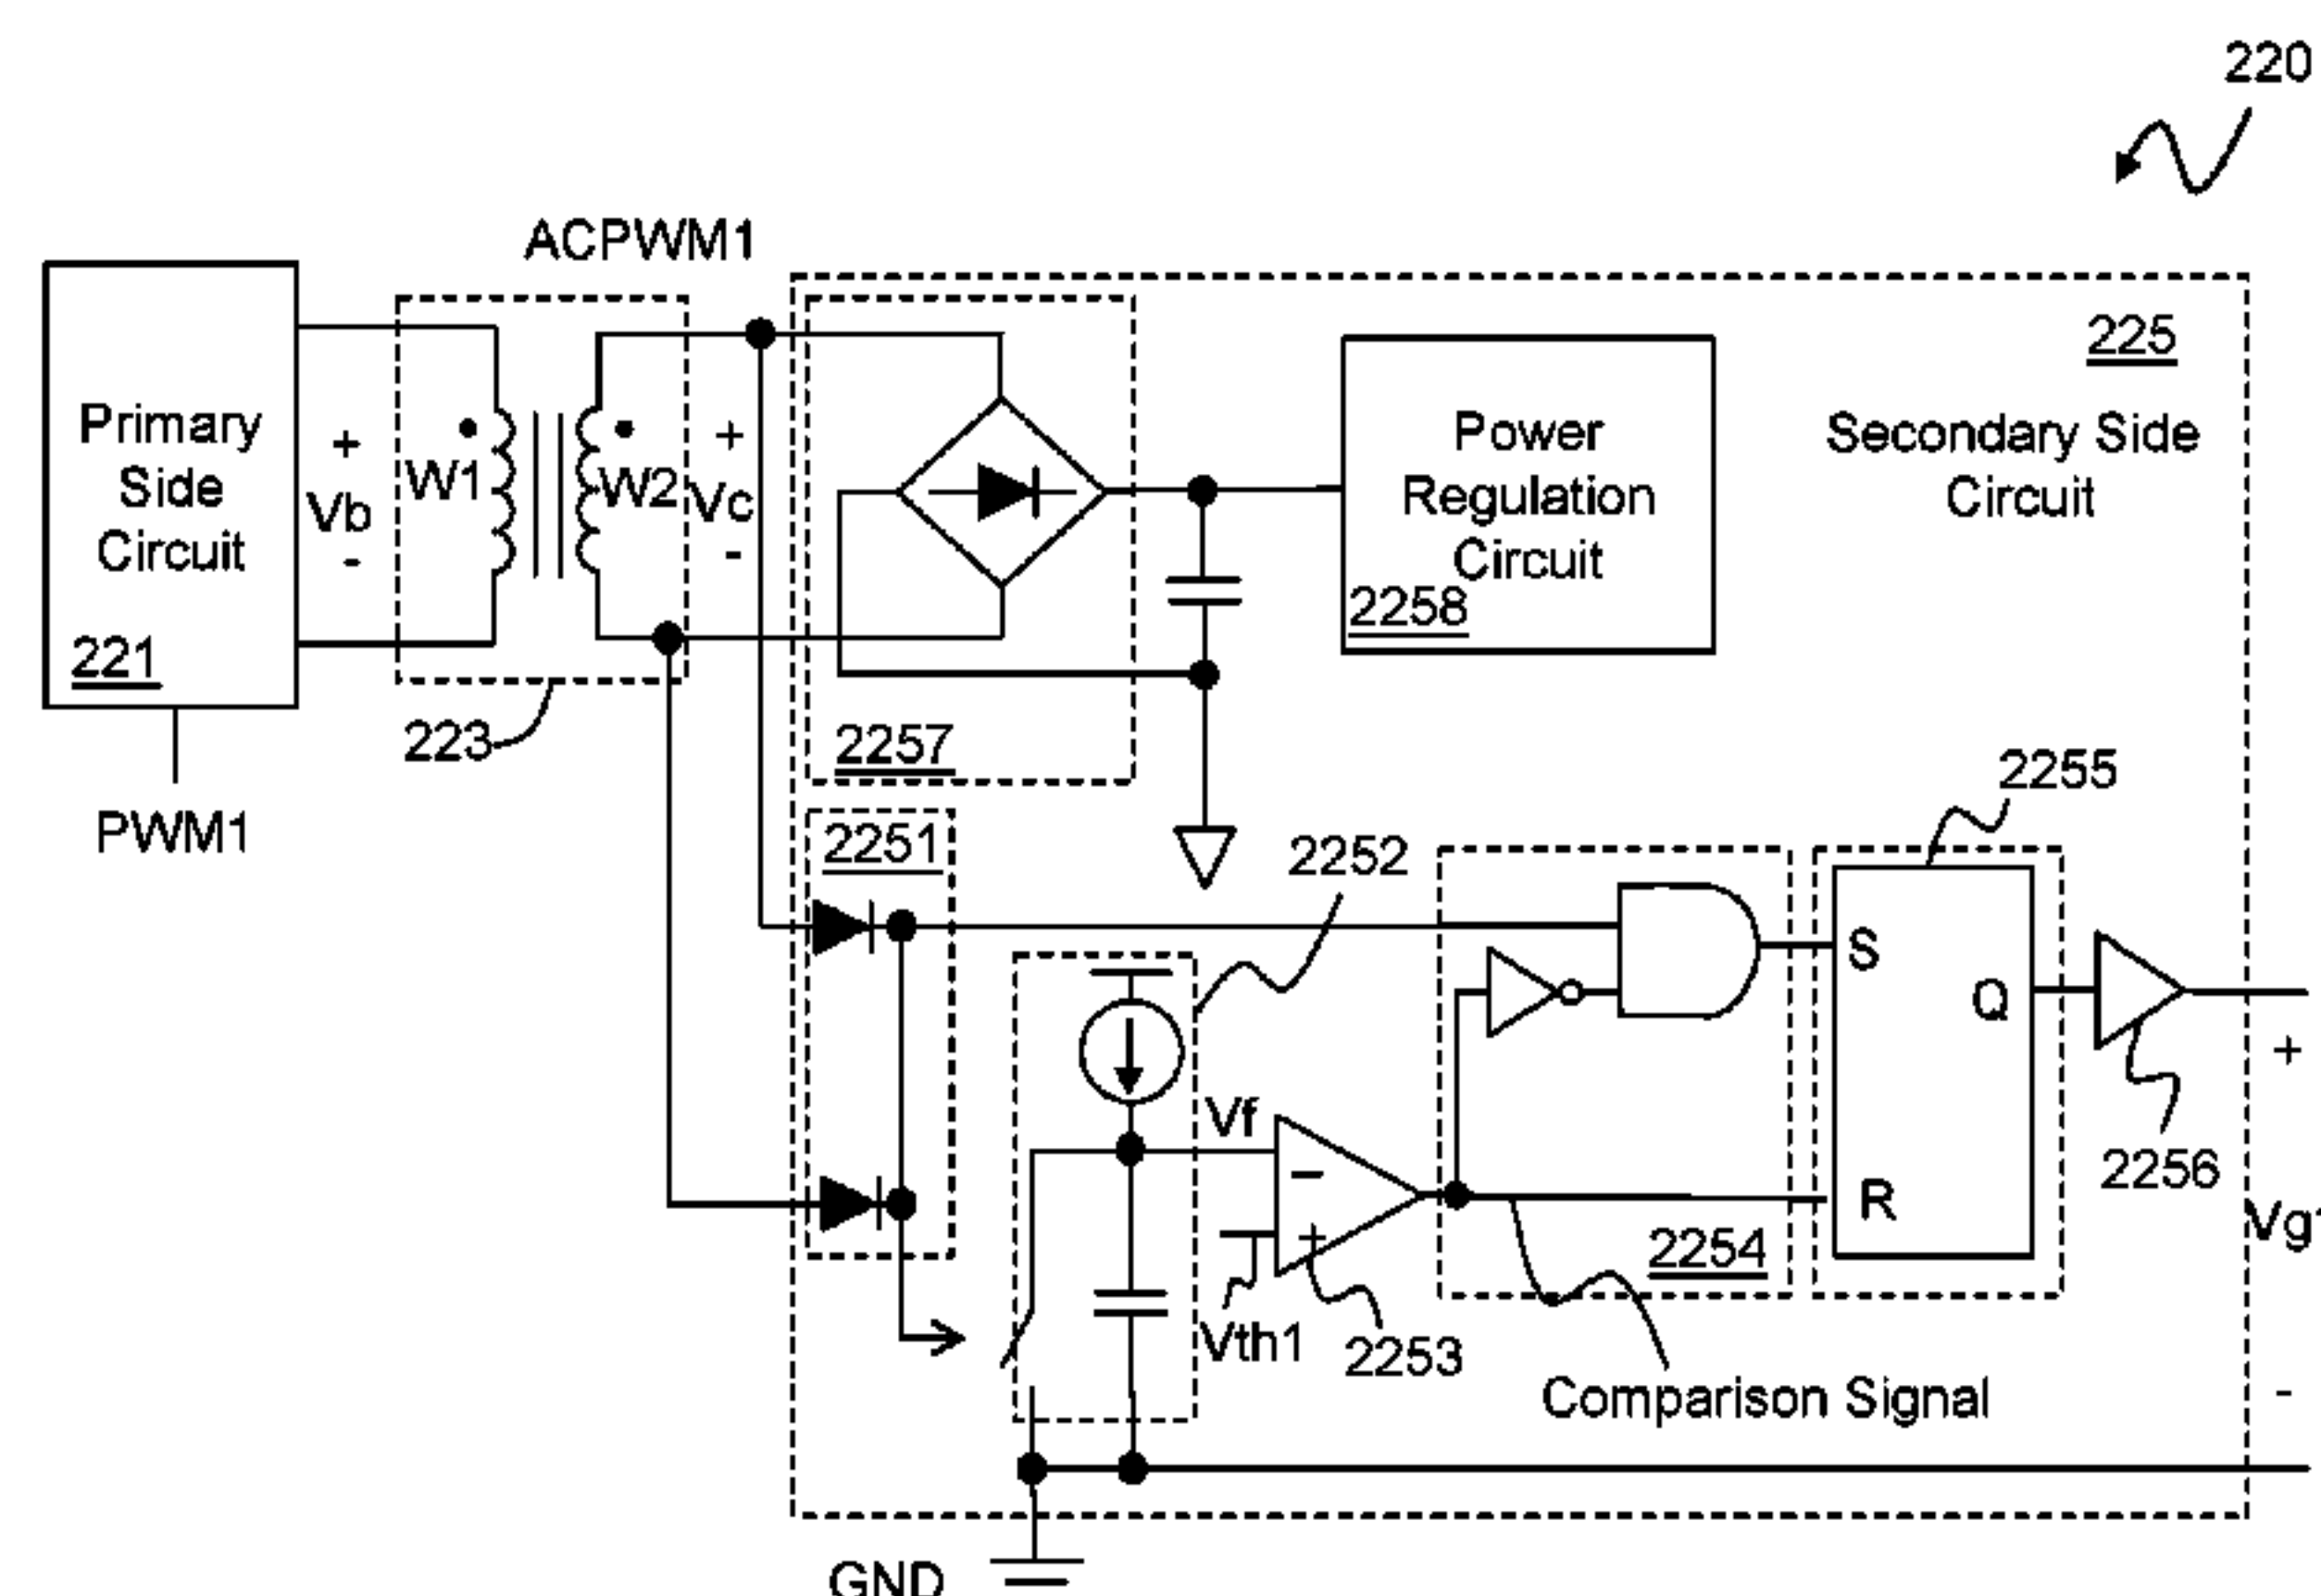 220
ACPWM1
225
Secondary Side
Circuit
Primary
Side
Circuit
221
+
Vb
-
W1
W2
+
Vc
-
223
PWM1
Power
Regulation
Circuit
2258
2257
2251
2252
2255
S
Q
R
2256
Vf
-
+
Vth1
2253
2254
Comparison Signal
+
Vg1
-
GND